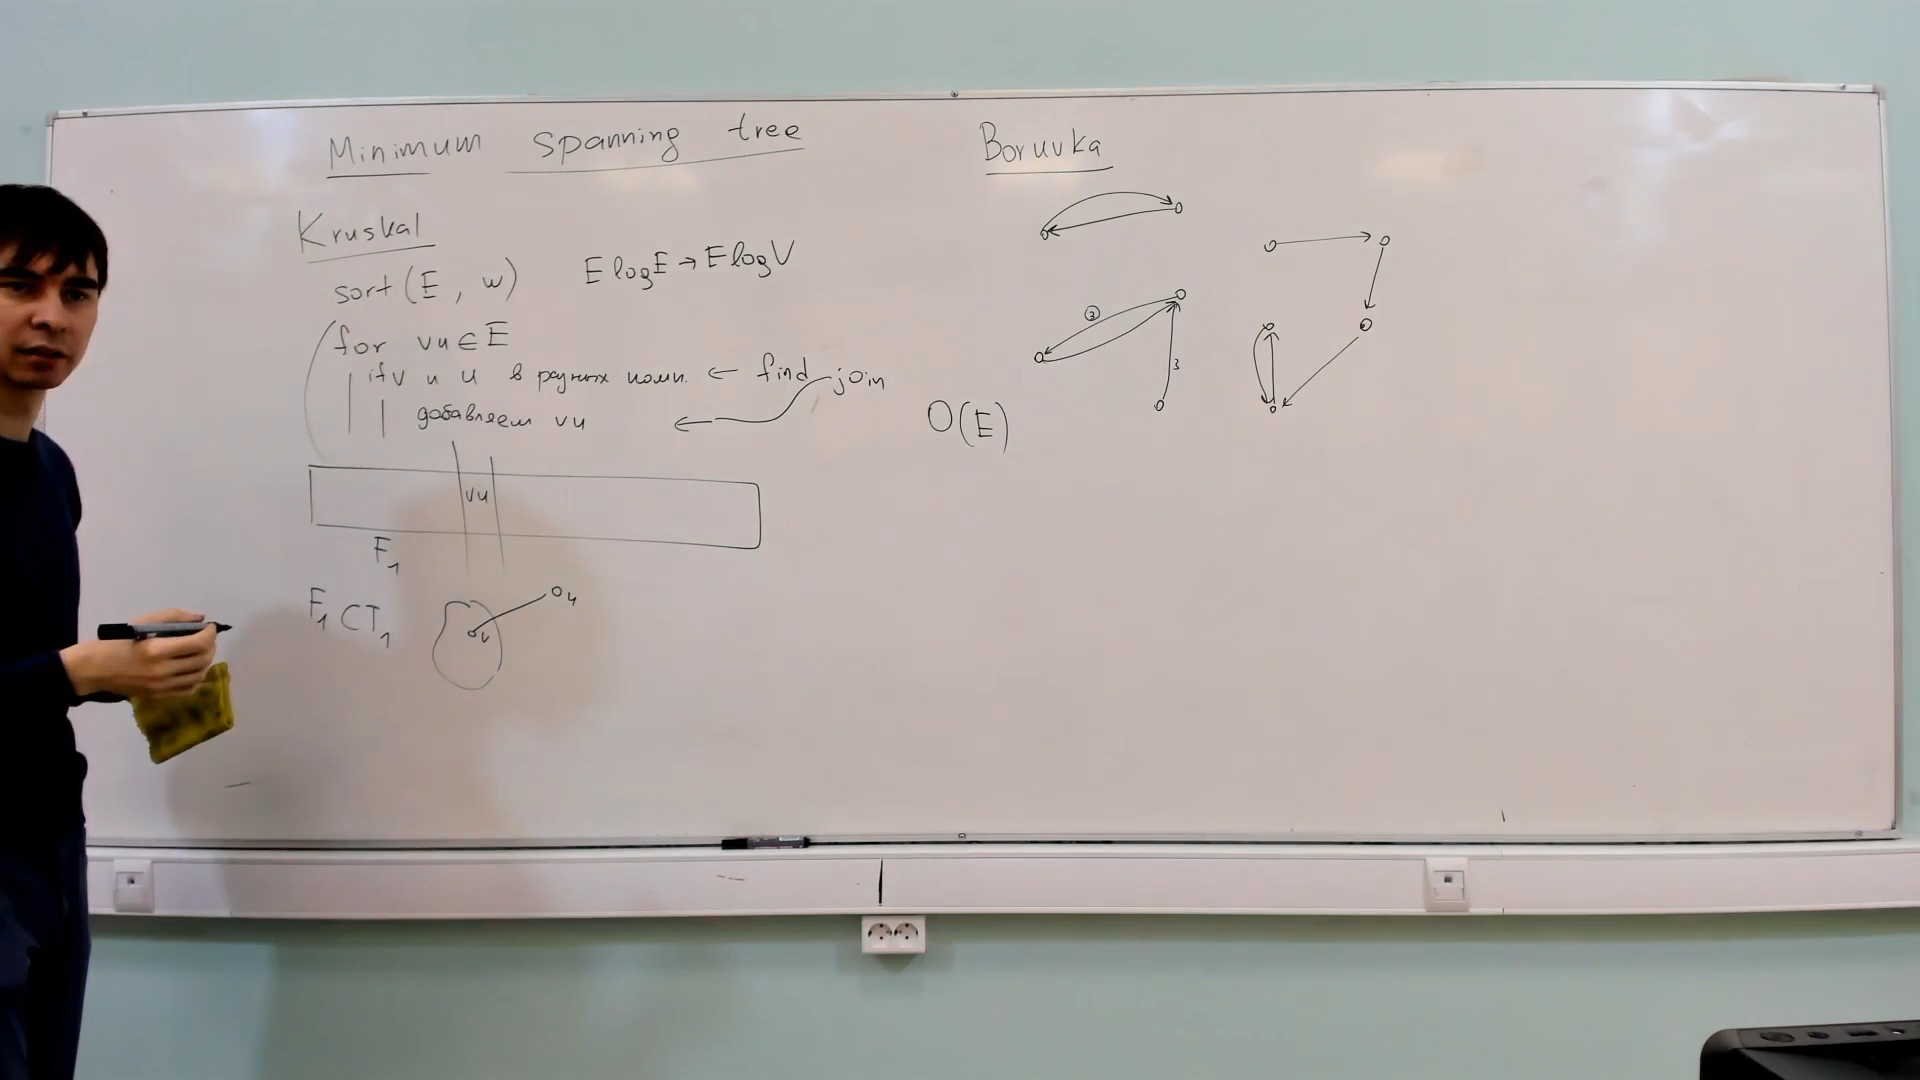 Minimum spanning tree
Kruskal
sort (E, w) E log E → E log V
for vu ∈ E
if v и u в разных комп. ← find join
добавляем vu ←
vu
F₁
F₁ ⊂ T₁
v u
Boruvka
2
3
O(E)